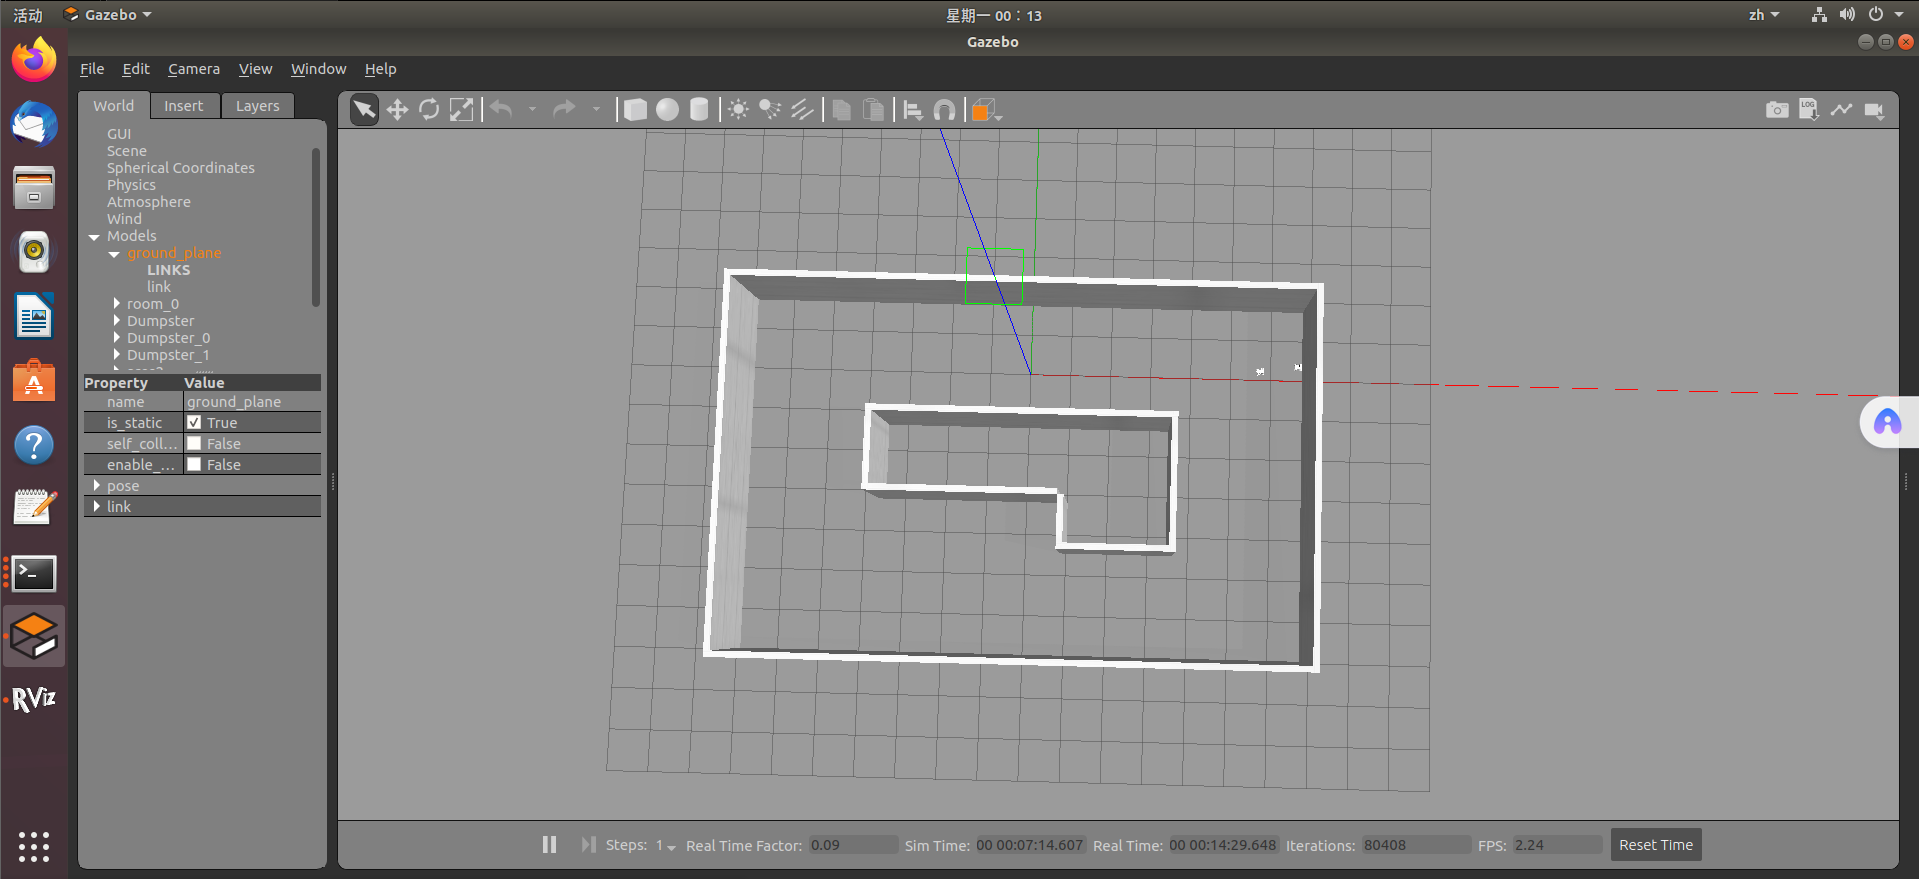 活动 Gazebo 星期一 00：13 zh
Gazebo
File Edit Camera View Window Help
World Insert Layers
LOG
GUI
Scene
Spherical Coordinates
Physics
Atmosphere
Wind
Models
ground_plane
LINKS
link
room_0
Dumpster
Dumpster_0
Dumpster_1
Property Value
name ground_plane
is_static True
self_coll... False
enable_... False
pose
link
RViz
Steps: 1 Real Time Factor: 0.09 Sim Time: 00 00:07:14.607 Real Time: 00 00:14:29.648 Iterations: 80408 FPS: 2.24 Reset Time